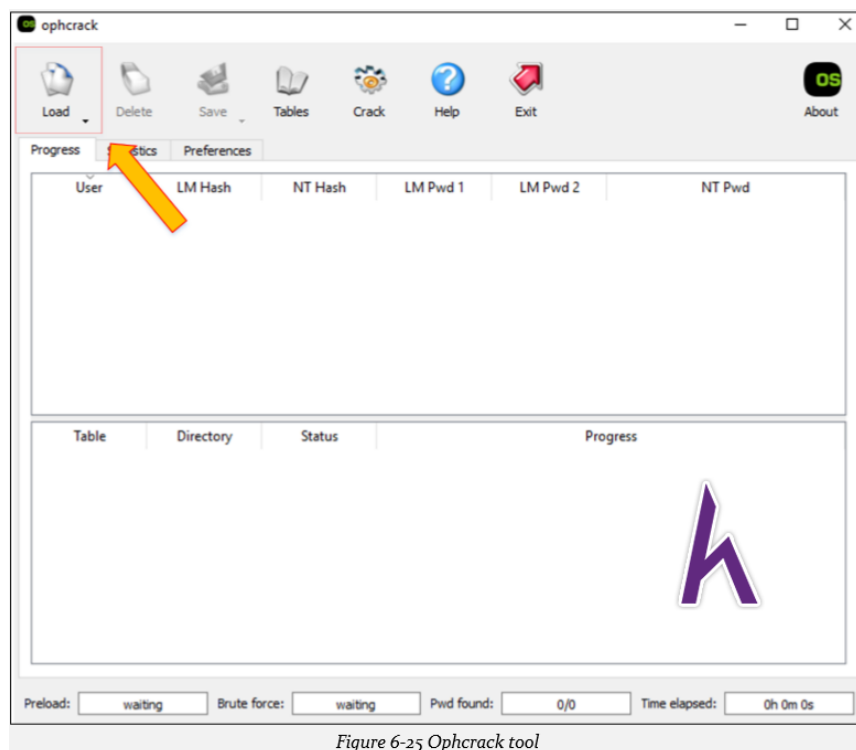 ophcrack
OS
Load Delete Save Tables Crack Help Exit About
Progress Preferences
User LM Hash NT Hash LM Pwd 1 LM Pwd 2 NT Pwd
Table Directory Status Progress
h
Preload: waiting Brute force: waiting Pwd found: 0/0 Time elapsed: 0h 0m 0s
Figure 6-25 Ophcrack tool